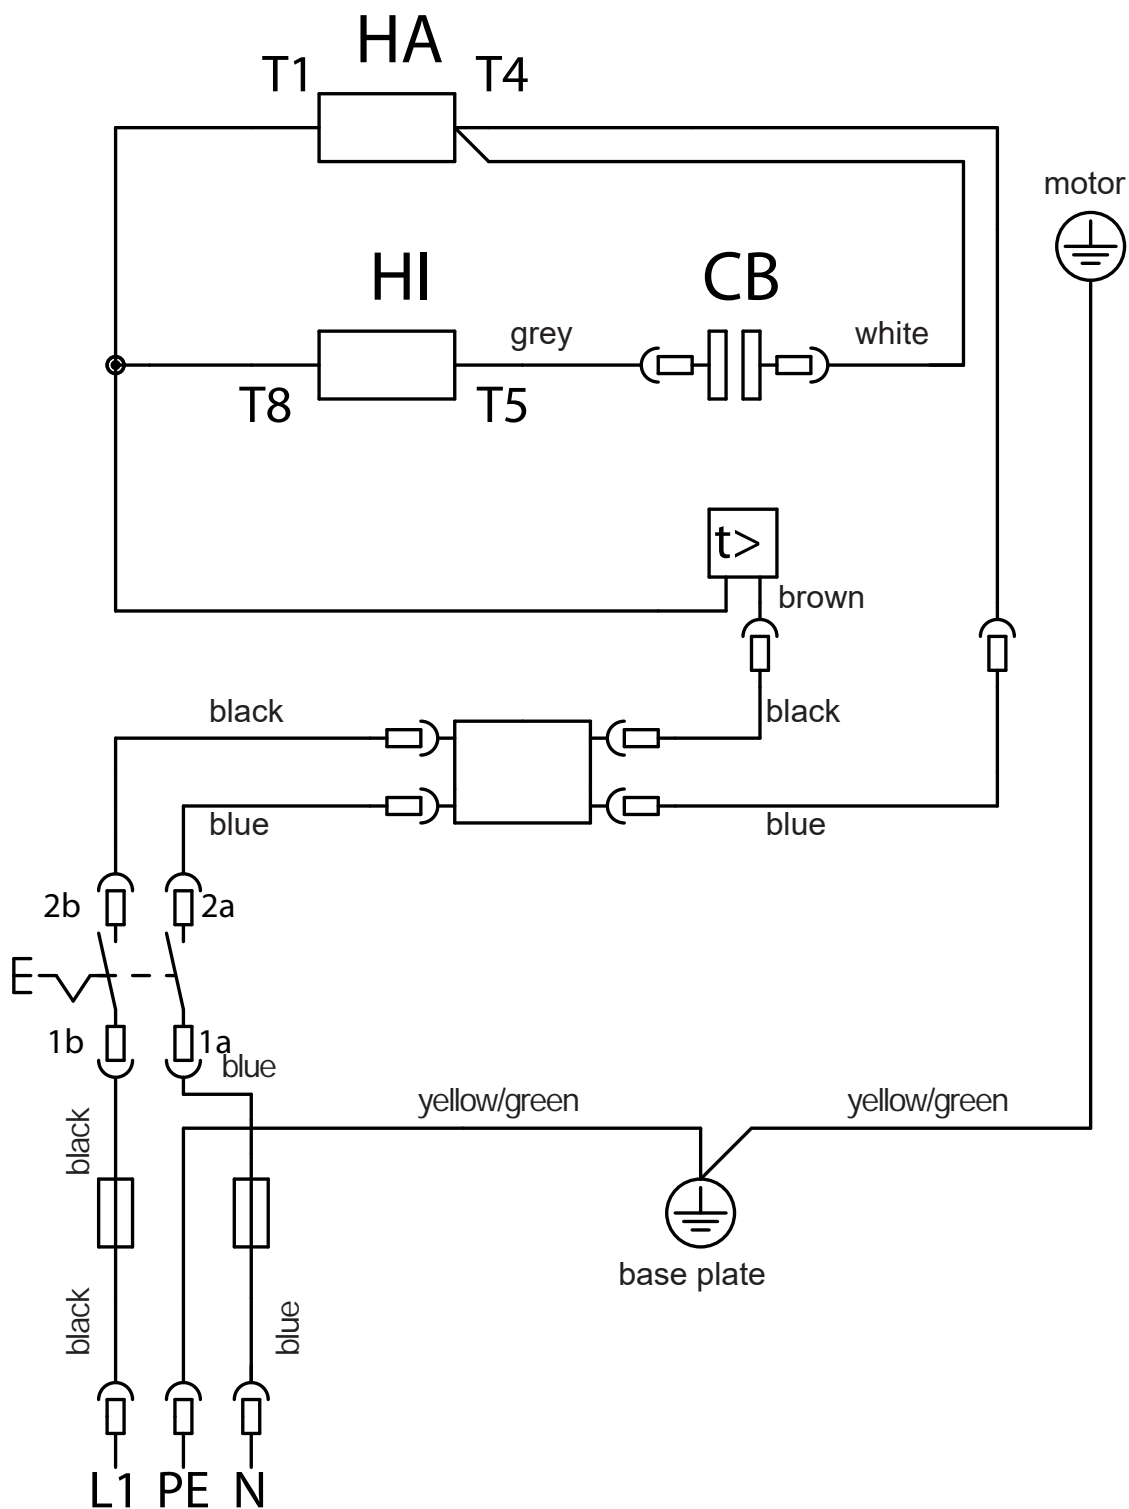 HA
T1
T4
motor
HI
CB
grey
white
T8
T5
t>
brown
black
black
blue
blue
2b
2a
E
1b
1a
blue
yellow/green
yellow/green
black
base plate
black
blue
L1 PE N